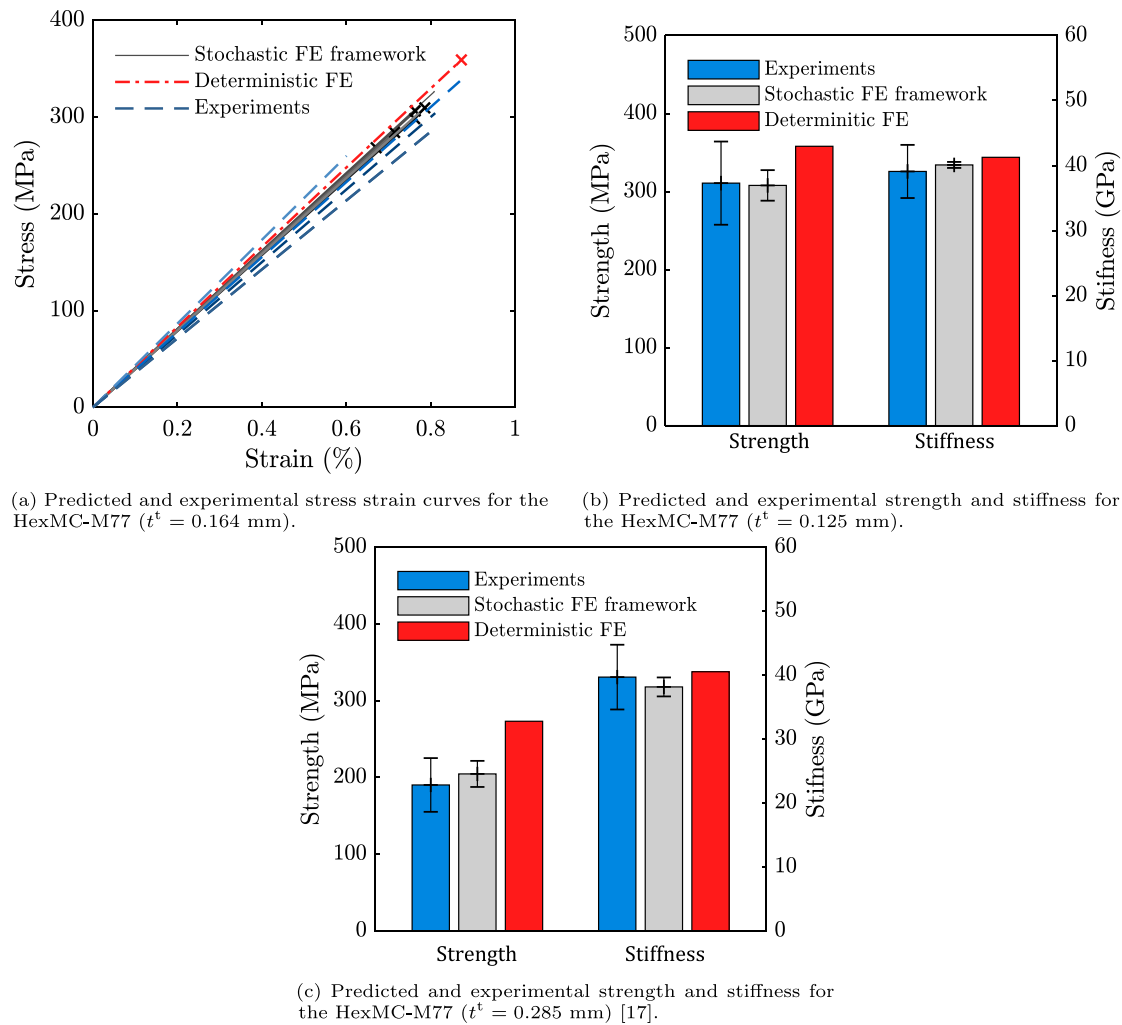 400
300
200
100
0
Stress (MPa)
Stochastic FE framework
Deterministic FE
Experiments
0 0.2 0.4 0.6 0.8 1
Strain (%)
(a) Predicted and experimental stress strain curves for the
HexMC-M77 (tᵗ = 0.164 mm).
500
400
300
200
100
0
Strength (MPa)
Experiments
Stochastic FE framework
Determinitic FE
60
50
40
30
20
10
0
Stifness (GPa)
Strength Stiffness
(b) Predicted and experimental strength and stiffness for
the HexMC-M77 (tᵗ = 0.125 mm).
500
400
300
200
100
0
Strength (MPa)
Experiments
Stochastic FE framework
Deterministic FE
60
50
40
30
20
10
0
Stifness (GPa)
Strength Stiffness
(c) Predicted and experimental strength and stiffness for
the HexMC-M77 (tᵗ = 0.285 mm) [17].